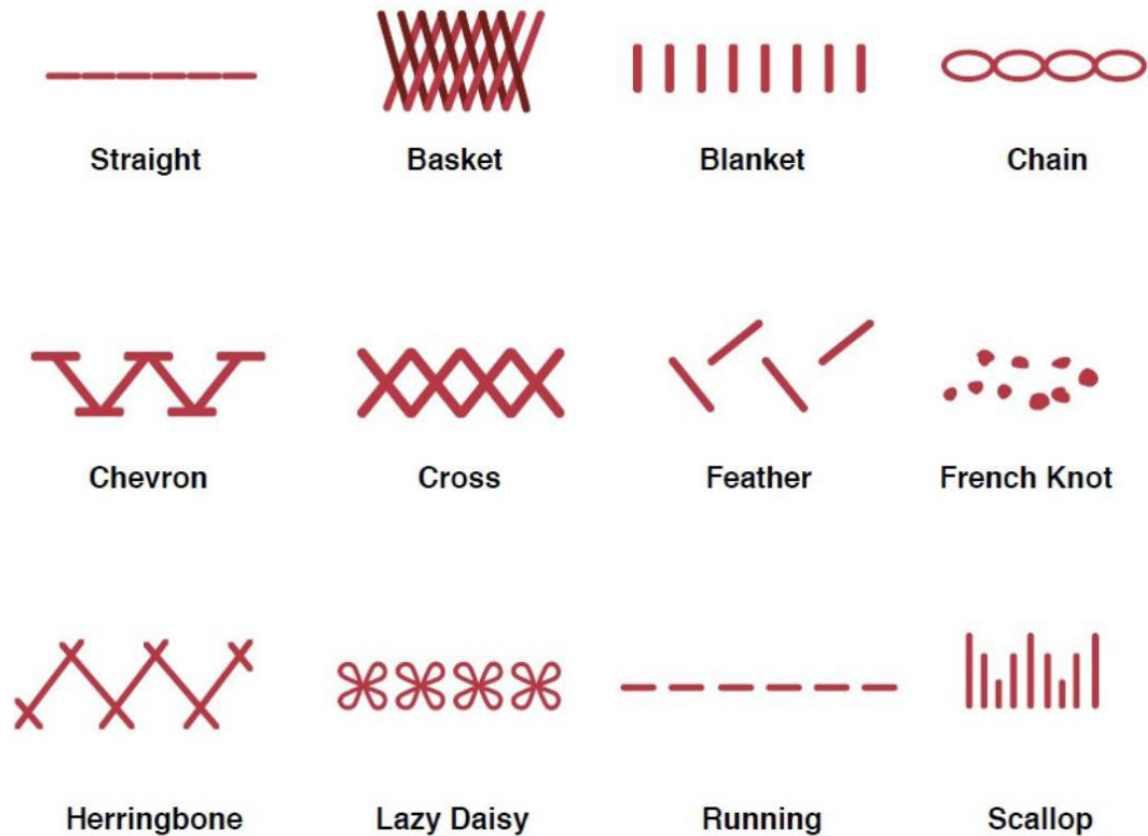 Straight Basket Blanket Chain
Chevron Cross Feather French Knot
Herringbone Lazy Daisy Running Scallop